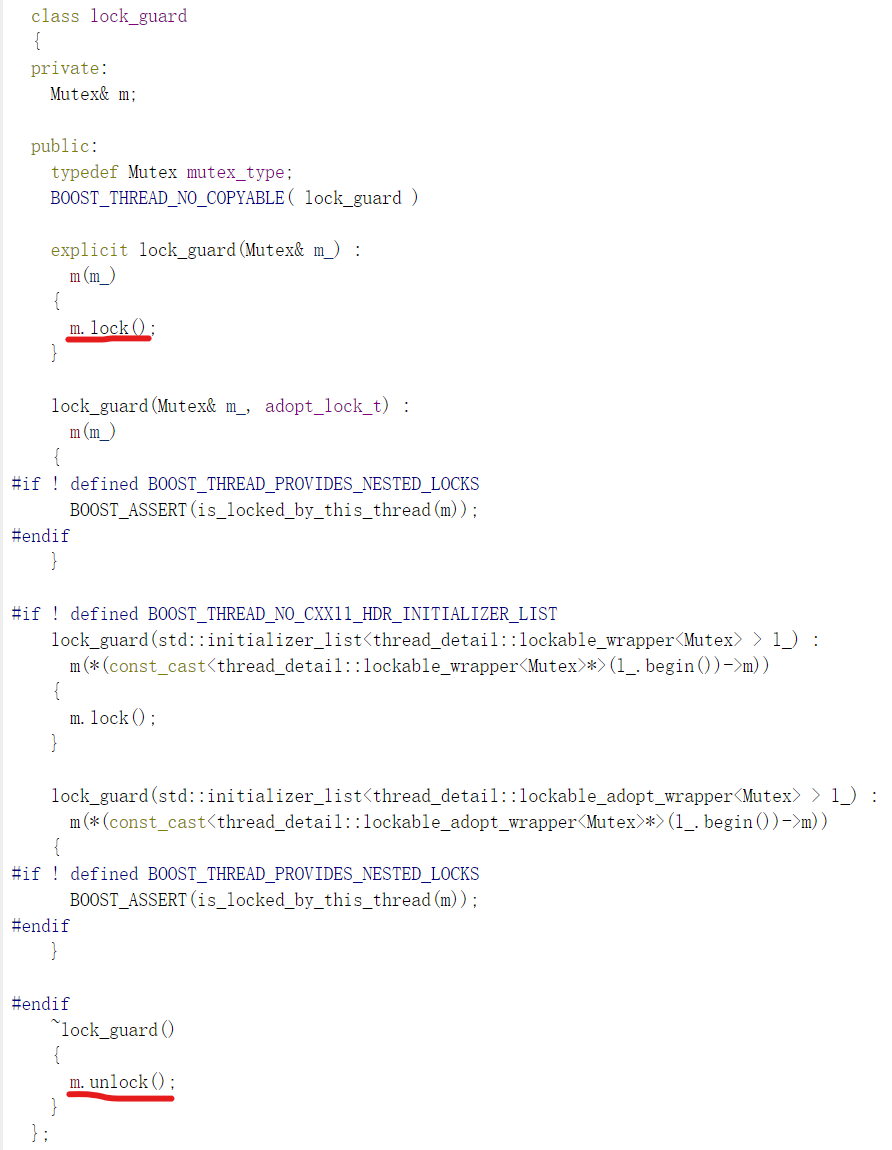 class lock_guard
{
private:
Mutex& m;
public:
typedef Mutex mutex_type;
BOOST_THREAD_NO_COPYABLE( lock_guard )
explicit lock_guard(Mutex& m_) :
m(m_)
{
m.lock();
}
lock_guard(Mutex& m_, adopt_lock_t) :
m(m_)
{
#if ! defined BOOST_THREAD_PROVIDES_NESTED_LOCKS
BOOST_ASSERT(is_locked_by_this_thread(m));
#endif
}
#if ! defined BOOST_THREAD_NO_CXX11_HDR_INITIALIZER_LIST
lock_guard(std::initializer_list<thread_detail::lockable_wrapper<Mutex> > l_) :
m(*(const_cast<thread_detail::lockable_wrapper<Mutex>*>(l_.begin())->m))
{
m.lock();
}
lock_guard(std::initializer_list<thread_detail::lockable_adopt_wrapper<Mutex> > l_) :
m(*(const_cast<thread_detail::lockable_adopt_wrapper<Mutex>*>(l_.begin())->m))
{
#if ! defined BOOST_THREAD_PROVIDES_NESTED_LOCKS
BOOST_ASSERT(is_locked_by_this_thread(m));
#endif
}
#endif
~lock_guard()
{
m.unlock();
}
};